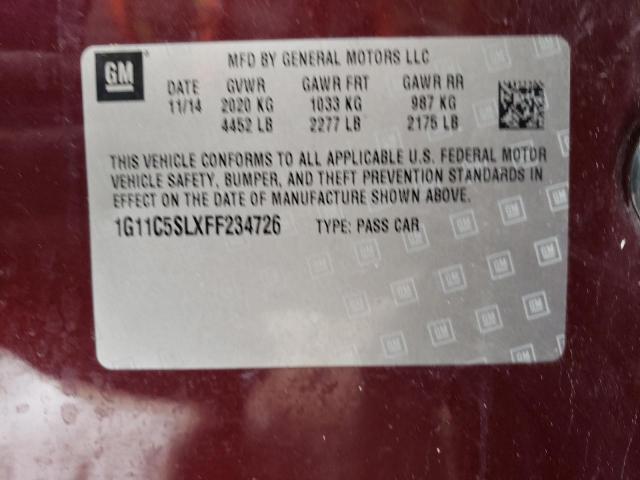 GM
MFD BY GENERAL MOTORS LLC
DATE GVWR GAWR FRT GAWR RR
11/14 2020 KG 1033 KG 987 KG
4452 LB 2277 LB 2175 LB
THIS VEHICLE CONFORMS TO ALL APPLICABLE U.S. FEDERAL MOTOR
VEHICLE SAFETY, BUMPER, AND THEFT PREVENTION STANDARDS IN
EFFECT ON THE DATE OF MANUFACTURE SHOWN ABOVE.
1G11C5SLXFF234726 TYPE: PASS CAR